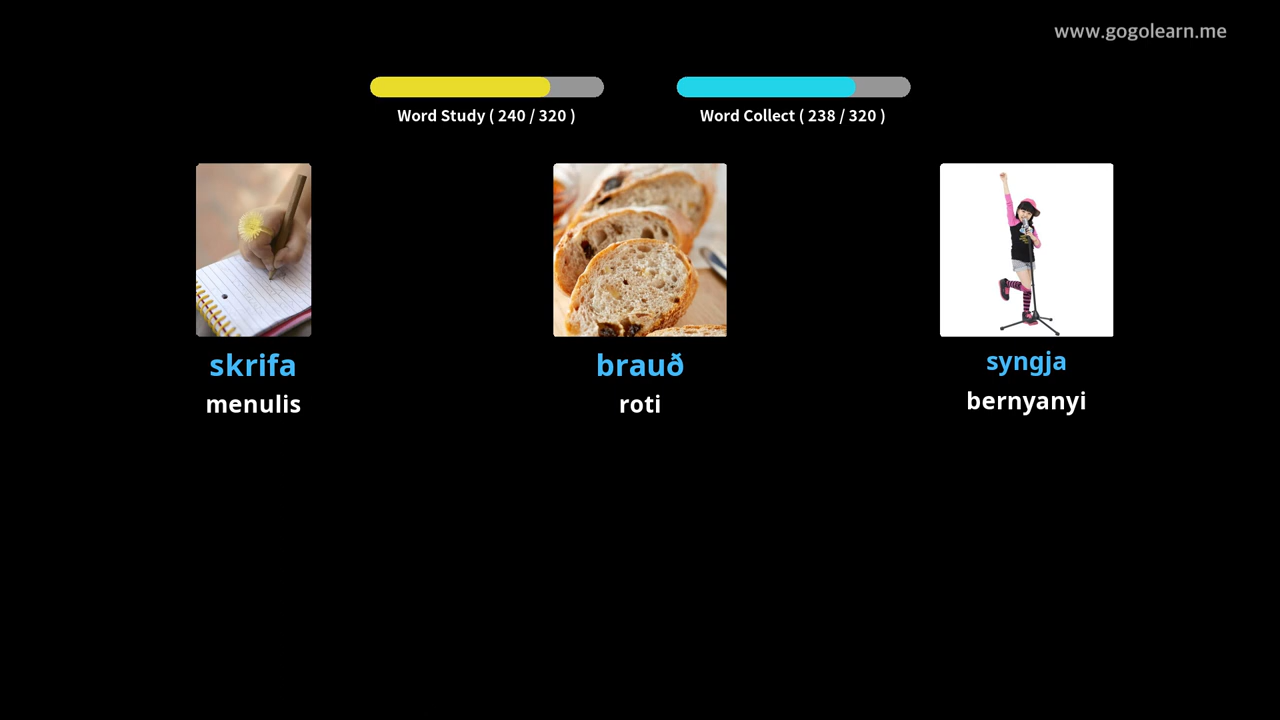 www.gogolearn.me
Word Study ( 240 / 320 )
Word Collect ( 238 / 320 )
skrifa
menulis
brauð
roti
syngja
bernyanyi